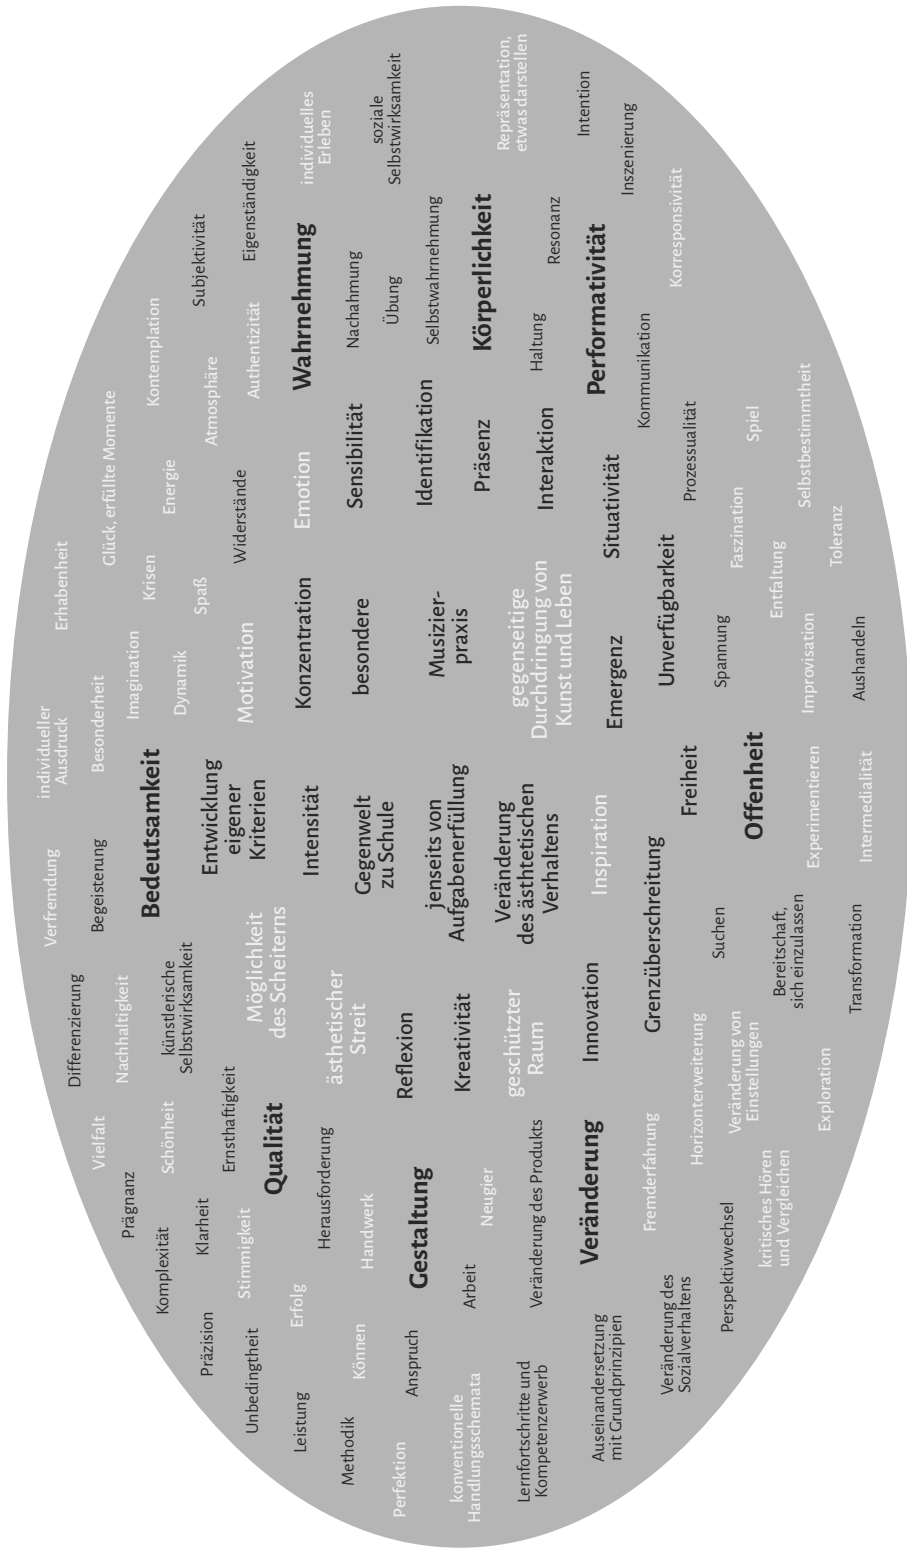 Verfremdung
individueller
Ausdruck
Erhabenheit
Differenzierung
Begeisterung
Besonderheit
Glück, erfüllte Momente
Vielfalt
Nachhaltigkeit
Bedeutsamkeit
Imagination
Krisen
Kontemplation
Prägnanz
Schönheit
künstlerische
Selbstwirksamkeit
Dynamik
Energie
Komplexität
Klarheit
Ernsthaftigkeit
Entwicklung
eigener
Kriterien
Spaß
Atmosphäre
Subjektivität
Präzision
Stimmigkeit
Qualität
Möglichkeit
des Scheiterns
Motivation
Widerstände
Authentizität
Eigenständigkeit
Unbedingtheit
Erfolg
Herausforderung
ästhetischer
Streit
Intensität
Konzentration
Emotion
Wahrnehmung
individuelles
Erleben
Leistung
Methodik
Können
Handwerk
Gegenwelt
zu Schule
besondere
Sensibilität
Nachahmung
Übung
soziale
Selbstwirksamkeit
Perfektion
Anspruch
Gestaltung
Reflexion
jenseits von
Aufgabenerfüllung
Musizier-
praxis
Identifikation
Selbstwahrnehmung
konventionelle
Handlungsschemata
Arbeit
Neugier
Kreativität
Präsenz
Körperlichkeit
Lernfortschritte und
Kompetenzerwerb
Veränderung des Produkts
geschützter
Raum
Veränderung
des ästhtetischen
Verhaltens
gegenseitige
Durchdringung von
Kunst und Leben
Interaktion
Haltung
Resonanz
Repräsentation,
etwas darstellen
Auseinandersetzung
mit Grundprinzipien
Veränderung
Innovation
Inspiration
Emergenz
Situativität
Performativität
Intention
Inszenierung
Veränderung des
Sozialverhaltens
Fremderfahrung
Grenzüberschreitung
Unverfügbarkeit
Kommunikation
Korresponsivität
Horizonterweiterung
Freiheit
Prozessualität
Perspektivwechsel
Veränderung von
Einstellungen
Suchen
Offenheit
Spannung
Faszination
Spiel
kritisches Hören
und Vergleichen
Bereitschaft,
sich einzulassen
Entfaltung
Selbstbestimmtheit
Exploration
Experimentieren
Improvisation
Toleranz
Transformation
Intermedialität
Aushandeln